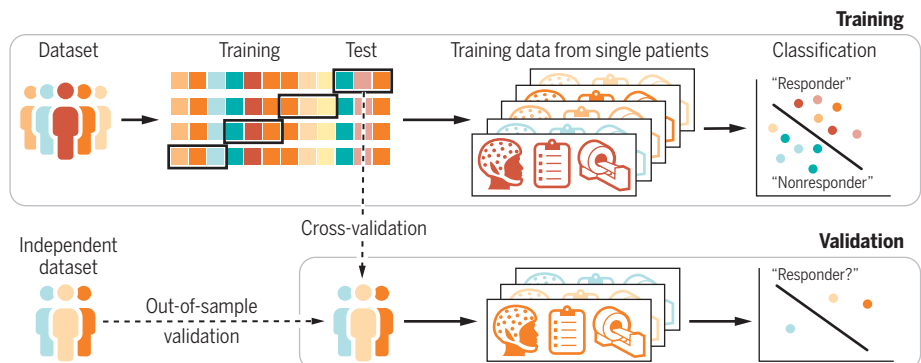 Training
Dataset
Training
Test
Training data from single patients
Classification
“Responder”
“Nonresponder”
Cross-validation
Validation
Independent
dataset
Out-of-sample
validation
“Responder?”